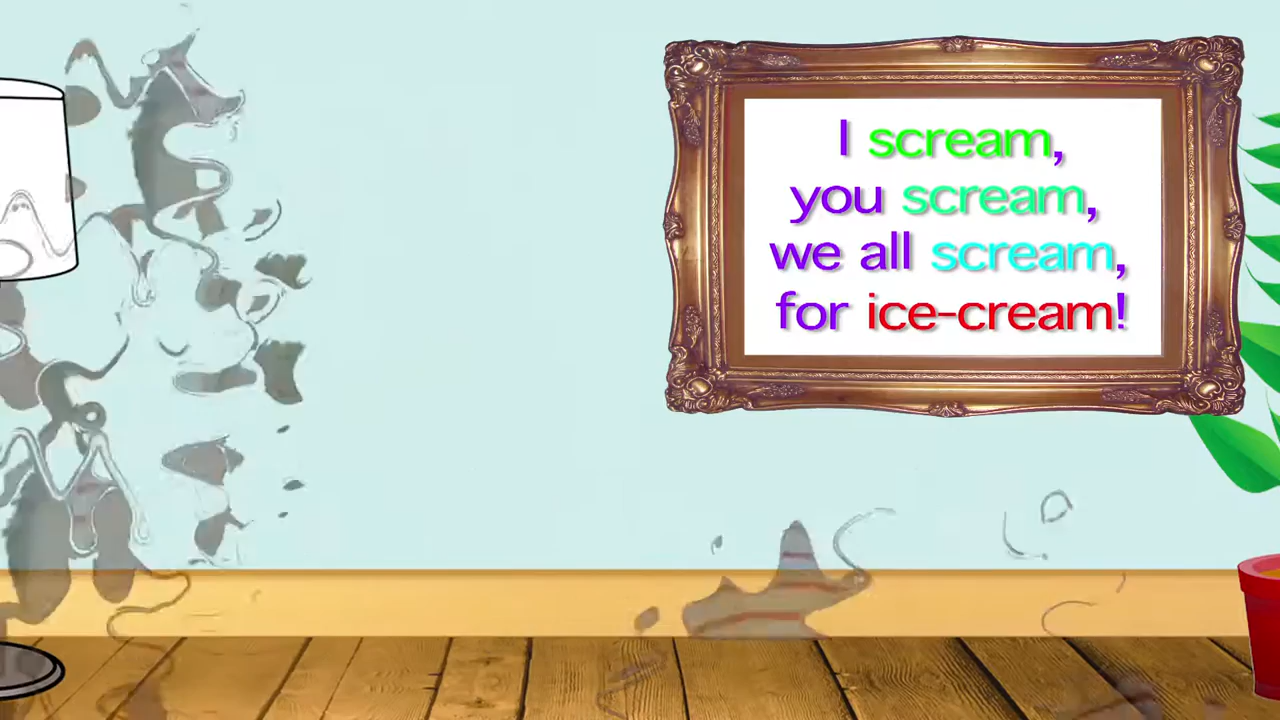 I scream,
you scream,
we all scream,
for ice-cream!